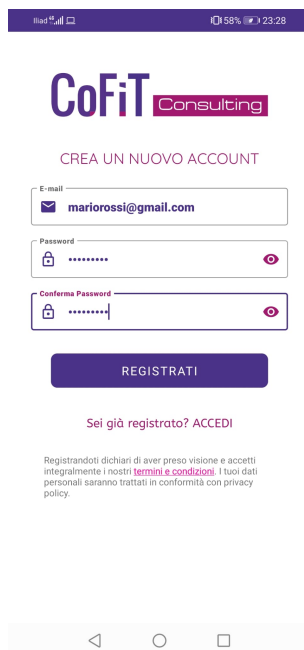 Iliad 58% 23:28
CoFiT Consulting
CREA UN NUOVO ACCOUNT
E-mail
mariorossi@gmail.com
Password
•••••••••
Conferma Password
•••••••••
REGISTRATI
Sei già registrato? ACCEDI
Registrandoti dichiari di aver preso visione e accetti
integralmente i nostri termini e condizioni. I tuoi dati
personali saranno trattati in conformità con privacy
policy.